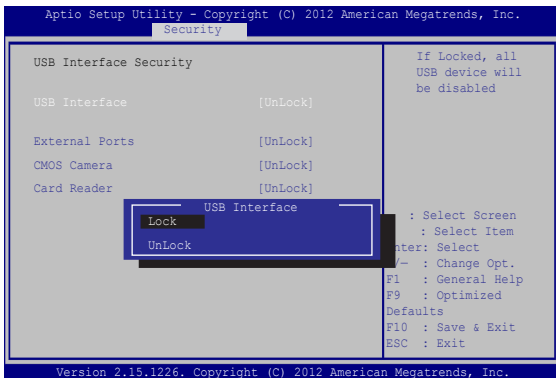 Aptio Setup Utility - Copyright (C) 2012 American Megatrends, Inc.
Security
USB Interface Security
USB Interface [UnLock]
External Ports [UnLock]
CMOS Camera [UnLock]
Card Reader [UnLock]
USB Interface
Lock
UnLock
If Locked, all
USB device will
be disabled
: Select Screen
: Select Item
nter: Select
/— : Change Opt.
F1 : General Help
F9 : Optimized
Defaults
F10 : Save & Exit
ESC : Exit
Version 2.15.1226. Copyright (C) 2012 American Megatrends, Inc.